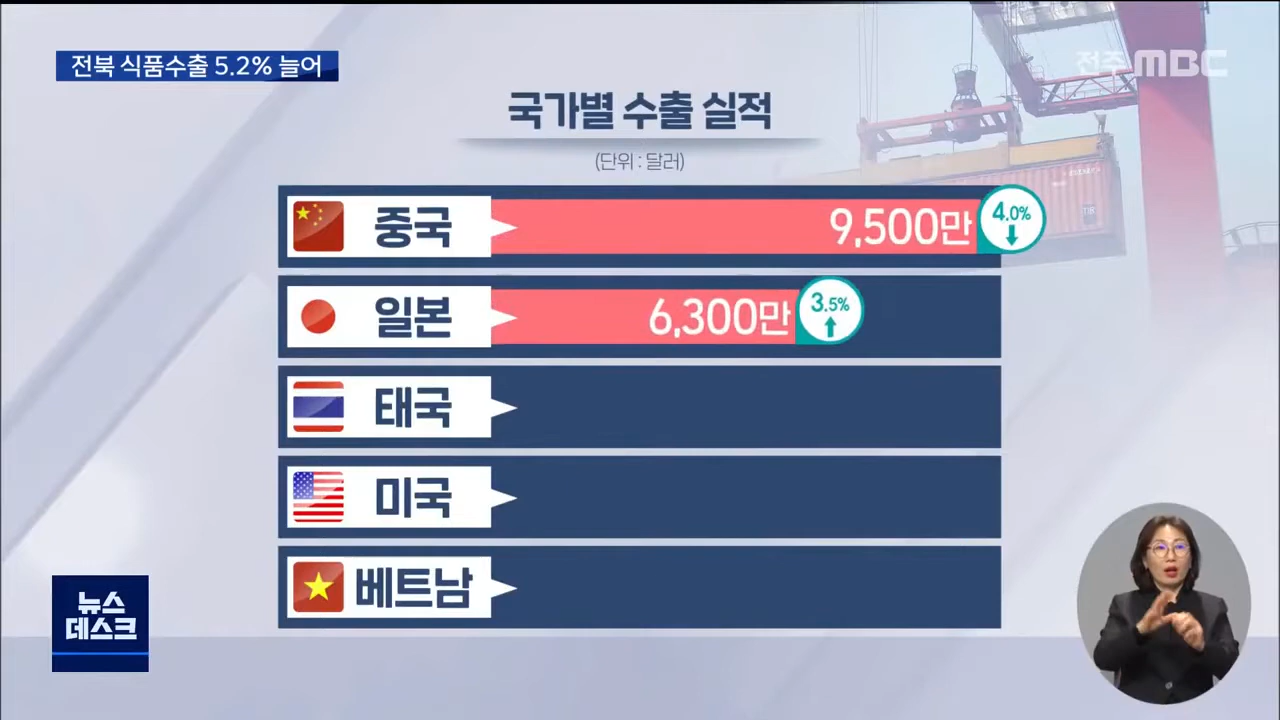 전북 식품수출 5.2% 늘어
전주MBC
국가별 수출 실적
(단위 : 달러)
중국 9,500만 4.0%↓
일본 6,300만 3.5%↑
태국
미국
베트남
뉴스
데스크